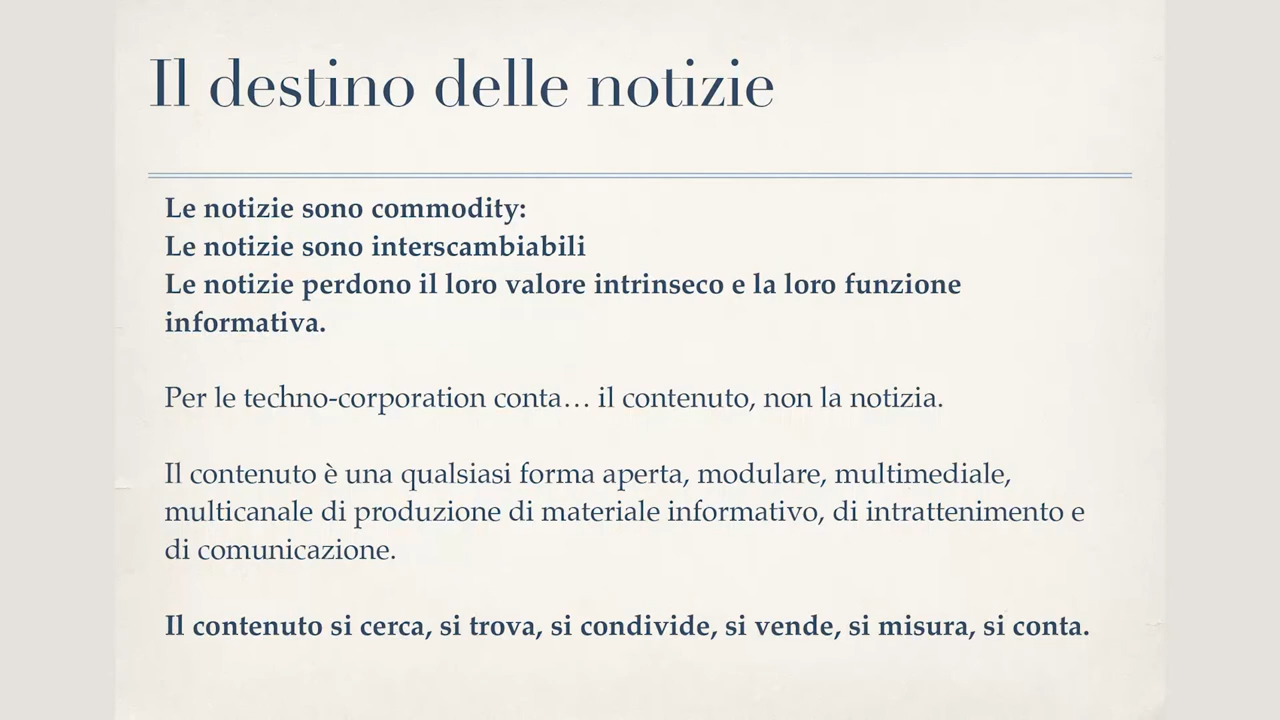 Il destino delle notizie
Le notizie sono commodity:
Le notizie sono interscambiabili
Le notizie perdono il loro valore intrinseco e la loro funzione
informativa.
Per le techno-corporation conta… il contenuto, non la notizia.
Il contenuto è una qualsiasi forma aperta, modulare, multimediale,
multicanale di produzione di materiale informativo, di intrattenimento e
di comunicazione.
Il contenuto si cerca, si trova, si condivide, si vende, si misura, si conta.